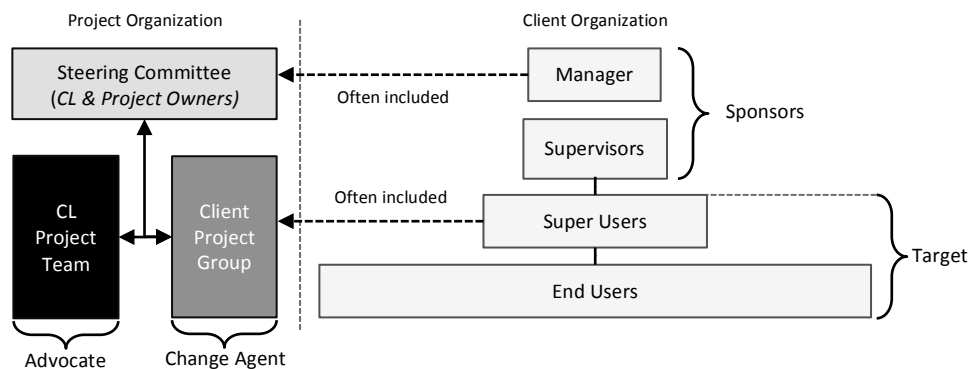 Project Organization
Client Organization
Steering Committee
(CL & Project Owners)
Manager
Often included
Sponsors
Supervisors
CL
Project
Team
Client
Project
Group
Often included
Super Users
Target
End Users
Advocate
Change Agent